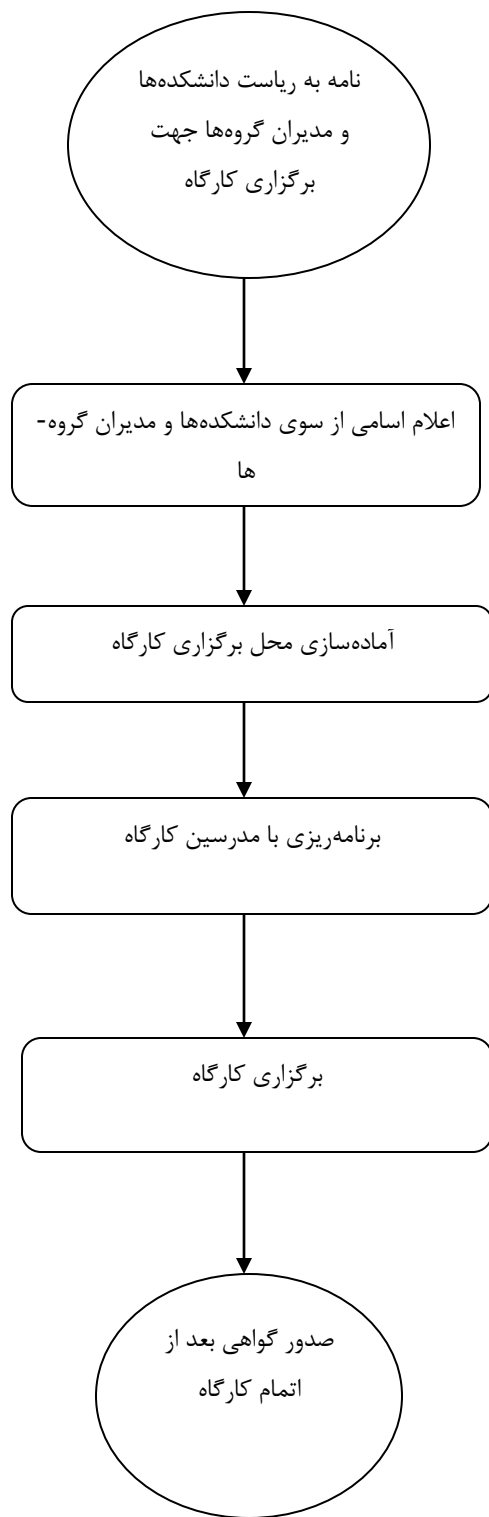 نامه به ریاست دانشکده‌ها
و مدیران گروه‌ها جهت
برگزاری کارگاه
اعلام اسامی از سوی دانشکده‌ها و مدیران گروه-
ها
آماده‌سازی محل برگزاری کارگاه
برنامه‌ریزی با مدرسین کارگاه
برگزاری کارگاه
صدور گواهی بعد از
اتمام کارگاه